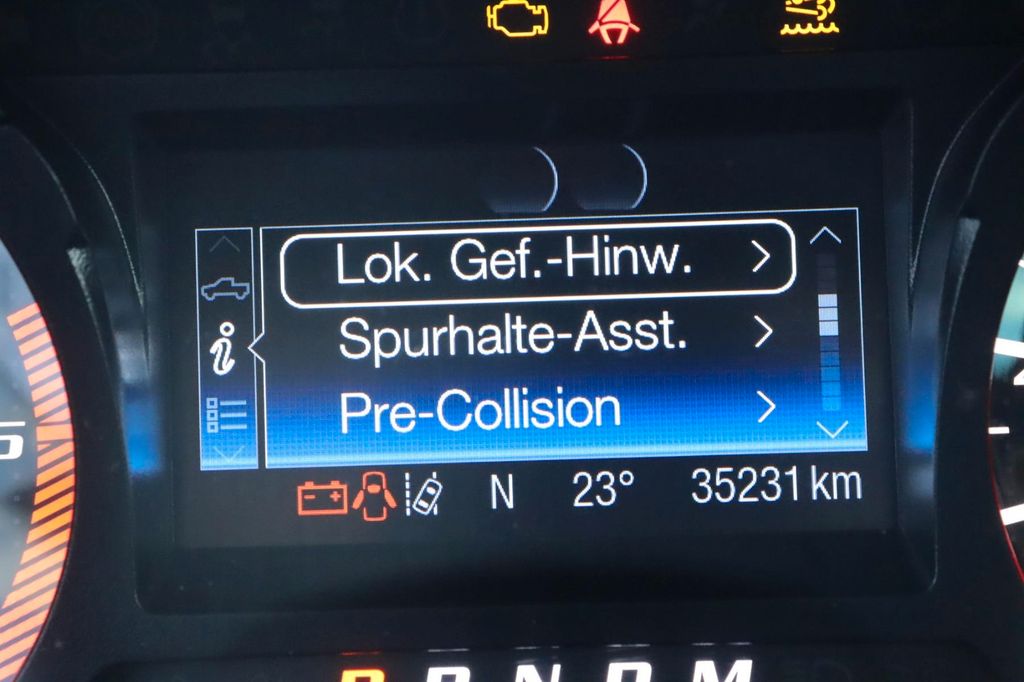 Lok. Gef.-Hinw.
Spurhalte-Asst.
Pre-Collision
N 23° 35231 km
P R N D M